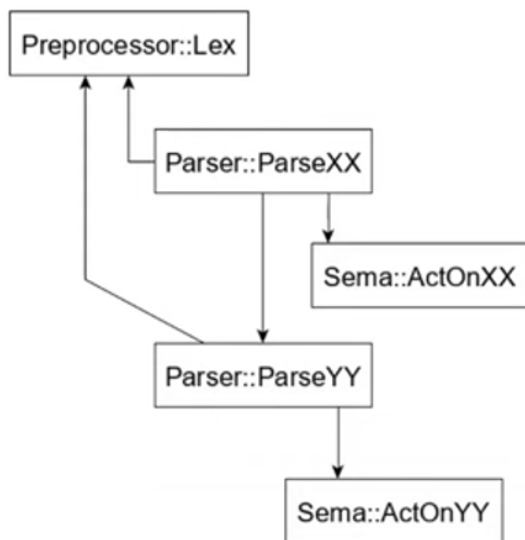 Preprocessor::Lex
Parser::ParseXX
Sema::ActOnXX
Parser::ParseYY
Sema::ActOnYY